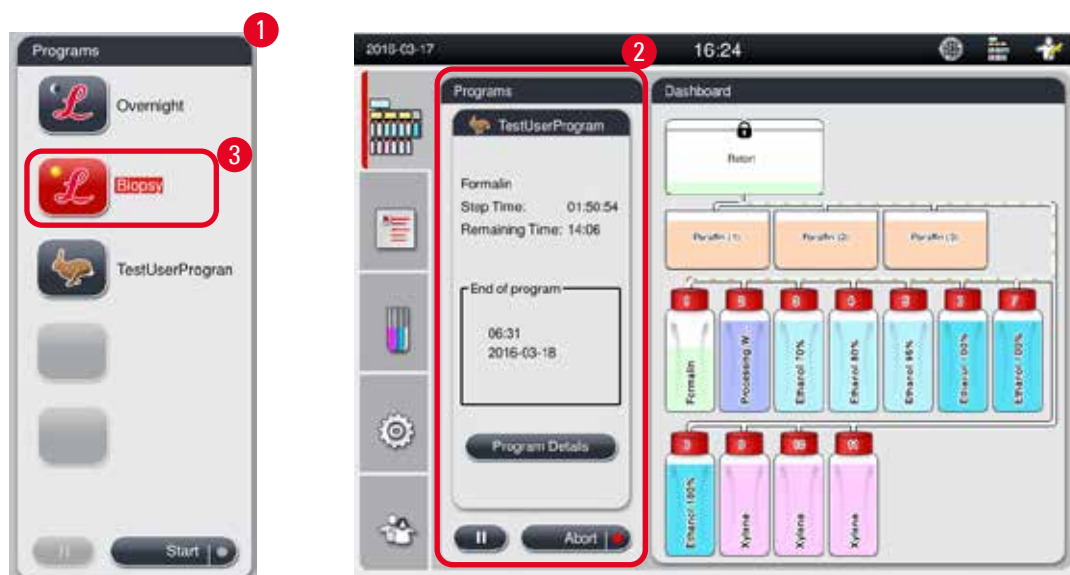 1
Programs
Overnight
3
Biopsy
TestUserProgran
Start
2016-03-17
2
16:24
Programs
Dashboard
TestUserProgram
Retort
Formalin
Step Time: 01:50:54
Remaining Time: 14:06
Paraffin (1)
Paraffin (2)
Paraffin (3)
End of program
06:31
2016-03-18
Formalin
Processing W...
Ethanol 70%
Ethanol 80%
Ethanol 95%
Ethanol 100%
Ethanol 100%
Program Details
Ethanol 100%
Xylene
Xylene
Xylene
Abort